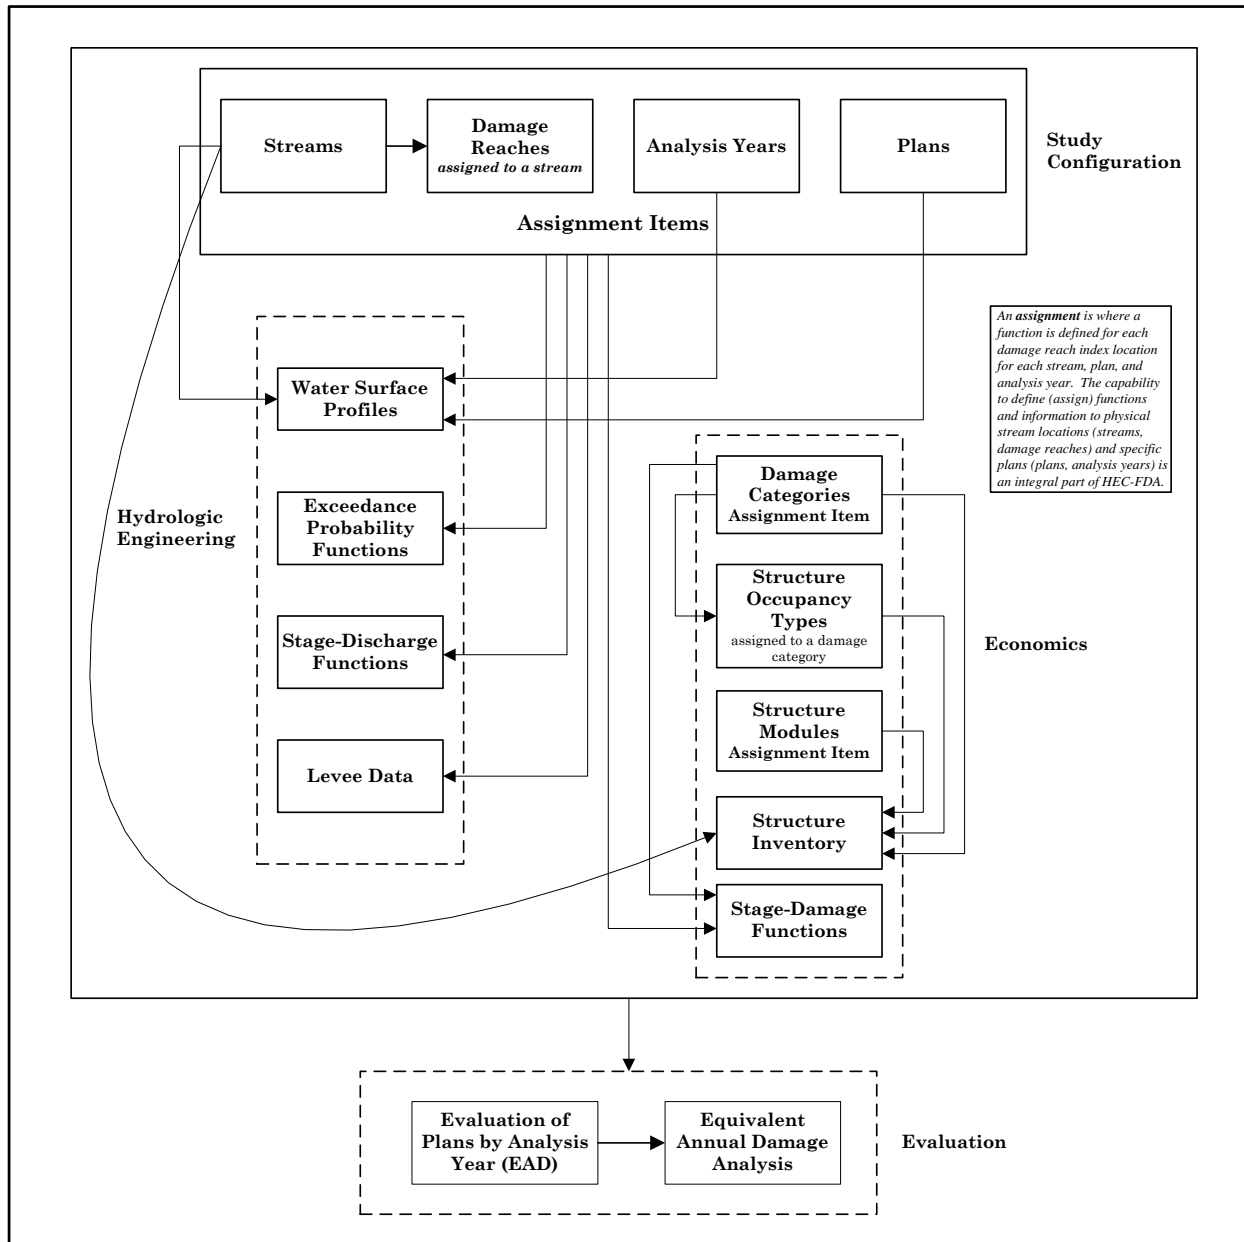 Streams
Damage
Reaches
assigned to a stream
Analysis Years
Plans
Study
Configuration
Assignment Items
An assignment is where a
function is defined for each
damage reach index location
for each stream, plan, and
analysis year. The capability
to define (assign) functions
and information to physical
stream locations (streams,
damage reaches) and specific
plans (plans, analysis years) is
an integral part of HEC-FDA.
Water Surface
Profiles
Hydrologic
Engineering
Exceedance
Probability
Functions
Stage-Discharge
Functions
Levee Data
Damage
Categories
Assignment Item
Structure
Occupancy
Types
assigned to a damage
category
Economics
Structure
Modules
Assignment Item
Structure
Inventory
Stage-Damage
Functions
Evaluation of
Plans by Analysis
Year (EAD)
Equivalent
Annual Damage
Analysis
Evaluation